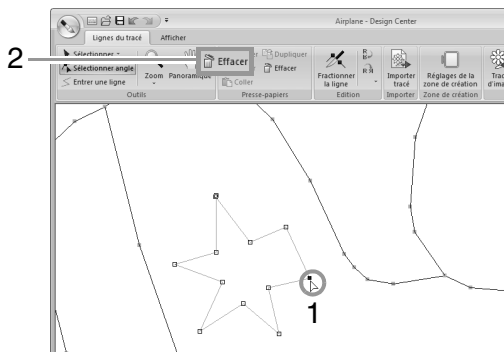 Airplane - Design Center
Lignes du tracé Afficher
2
Sélectionner
Sélectionner angle
Entrer une ligne
Zoom
Panoramique
Outils
Effacer
Dupliquer
Effacer
Coller
Presse-papiers
Fractionner la ligne
Edition
Importer tracé
Importer
Réglages de la zone de création
Zone de création
1